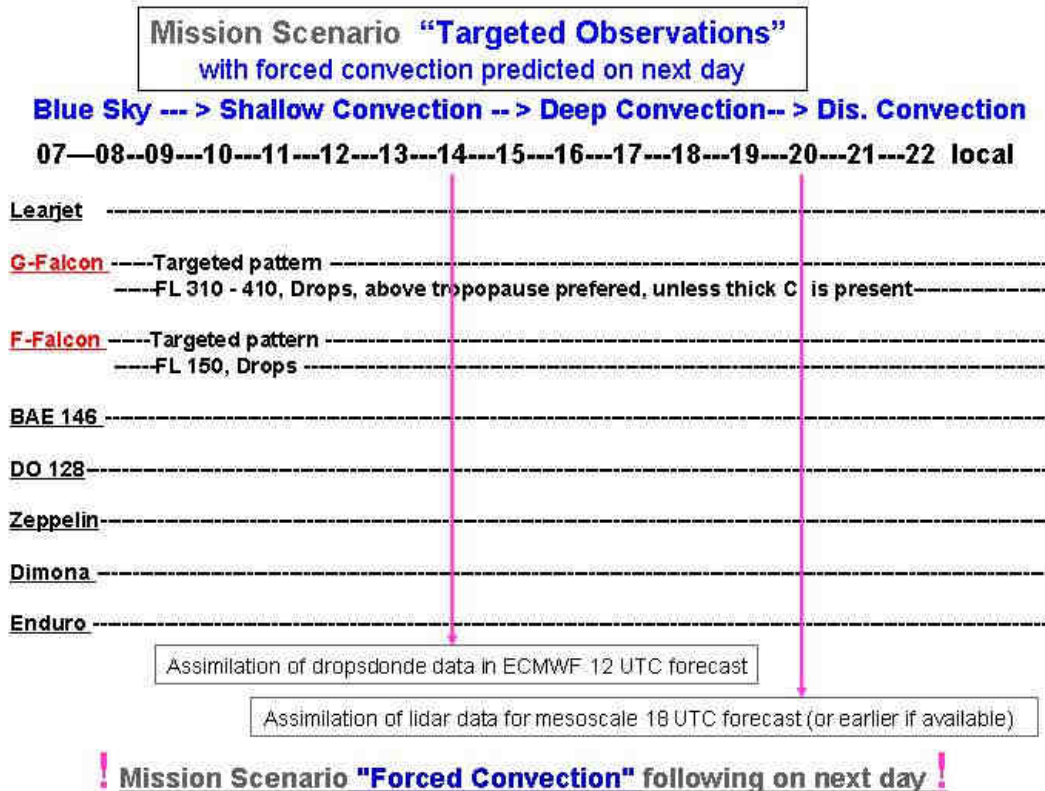 Mission Scenario “Targeted Observations”
with forced convection predicted on next day
Blue Sky --- > Shallow Convection -- > Deep Convection-- > Dis. Convection
07—08--09---10---11---12---13---14---15---16---17---18---19---20---21---22 local
Learjet
G-Falcon -----Targeted pattern
-----FL 310 - 410, Drops, above tropopause prefered, unless thick C is present
F-Falcon -----Targeted pattern
-----FL 150, Drops
BAE 146
DO 128
Zeppelin
Dimona
Enduro
Assimilation of dropsdonde data in ECMWF 12 UTC forecast
Assimilation of lidar data for mesoscale 18 UTC forecast (or earlier if available)
! Mission Scenario "Forced Convection" following on next day !